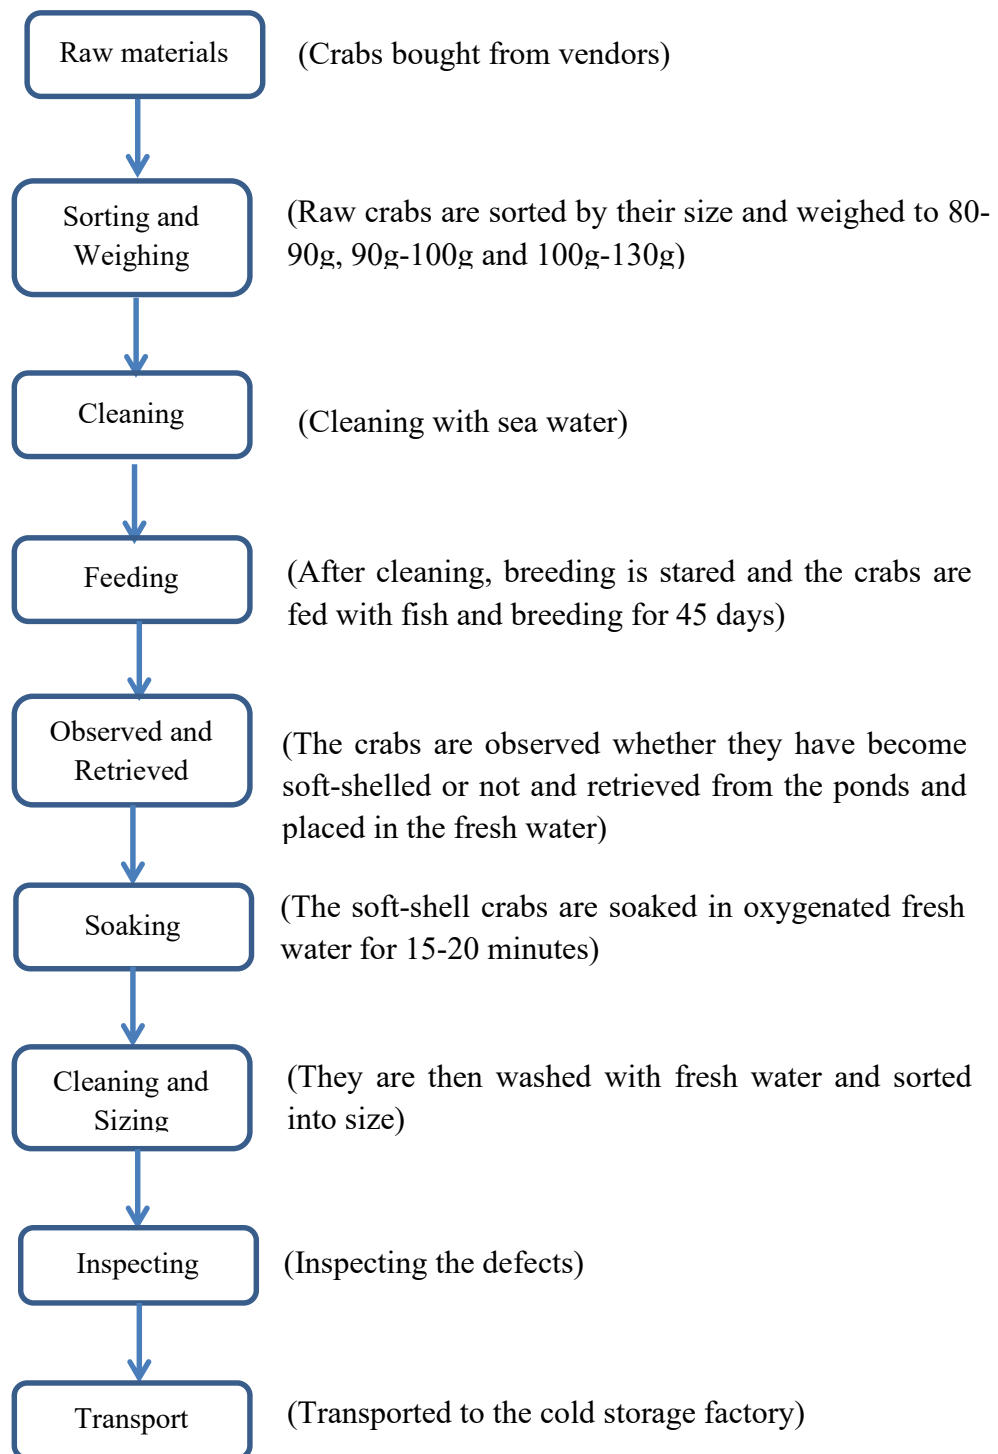 Raw materials
(Crabs bought from vendors)
Sorting and
Weighing
(Raw crabs are sorted by their size and weighed to 80-
90g, 90g-100g and 100g-130g)
Cleaning
(Cleaning with sea water)
Feeding
(After cleaning, breeding is stared and the crabs are
fed with fish and breeding for 45 days)
Observed and
Retrieved
(The crabs are observed whether they have become
soft-shelled or not and retrieved from the ponds and
placed in the fresh water)
Soaking
(The soft-shell crabs are soaked in oxygenated fresh
water for 15-20 minutes)
Cleaning and
Sizing
(They are then washed with fresh water and sorted
into size)
Inspecting
(Inspecting the defects)
Transport
(Transported to the cold storage factory)